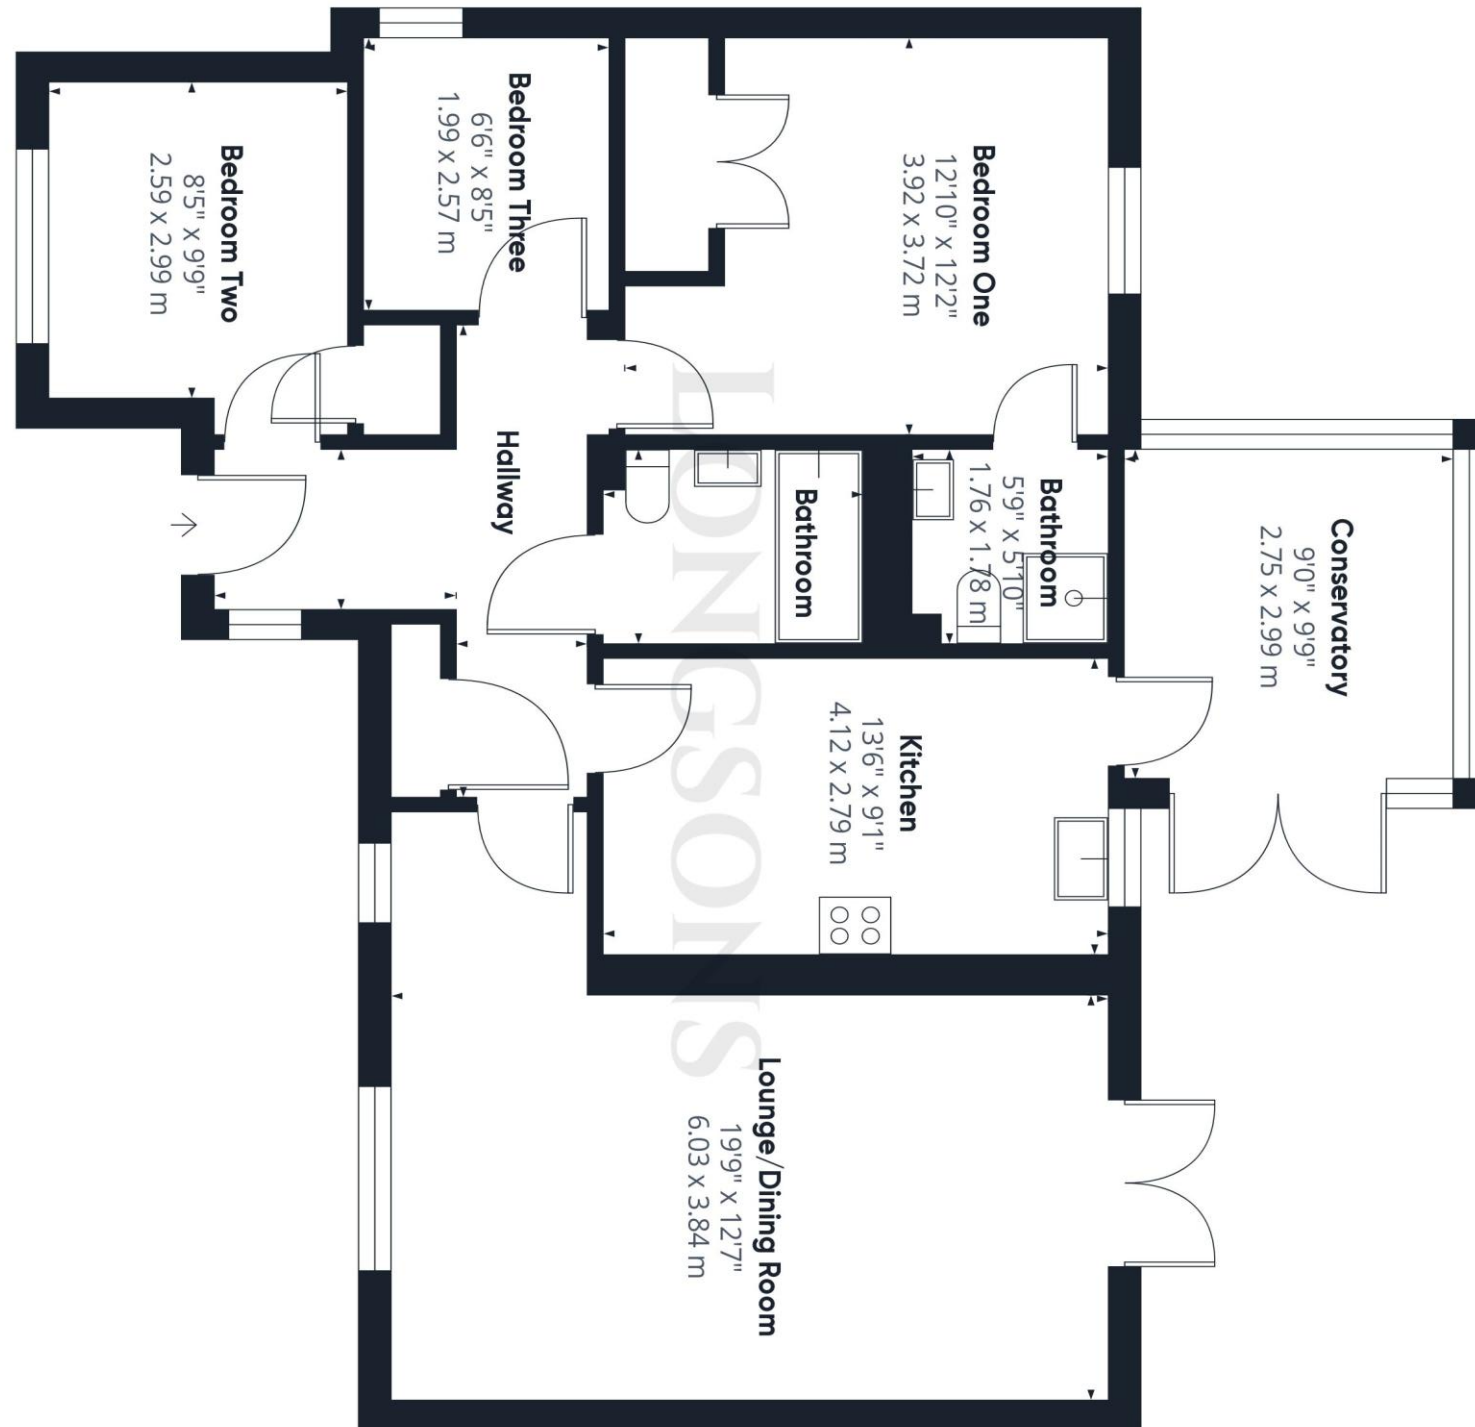 Conservatory
9'0" x 9'9"
2.75 x 2.99 m
Bedroom One
12'10" x 12'2"
3.92 x 3.72 m
Bathroom
5'9" x 5'10"
1.76 x 1.78 m
Kitchen
13'6" x 9'1"
4.12 x 2.79 m
Bathroom
Lounge/Dining Room
19'9" x 12'7"
6.03 x 3.84 m
LONGSONS
Bedroom Three
6'6" x 8'5"
1.99 x 2.57 m
Hallway
Bedroom Two
8'5" x 9'9"
2.59 x 2.99 m